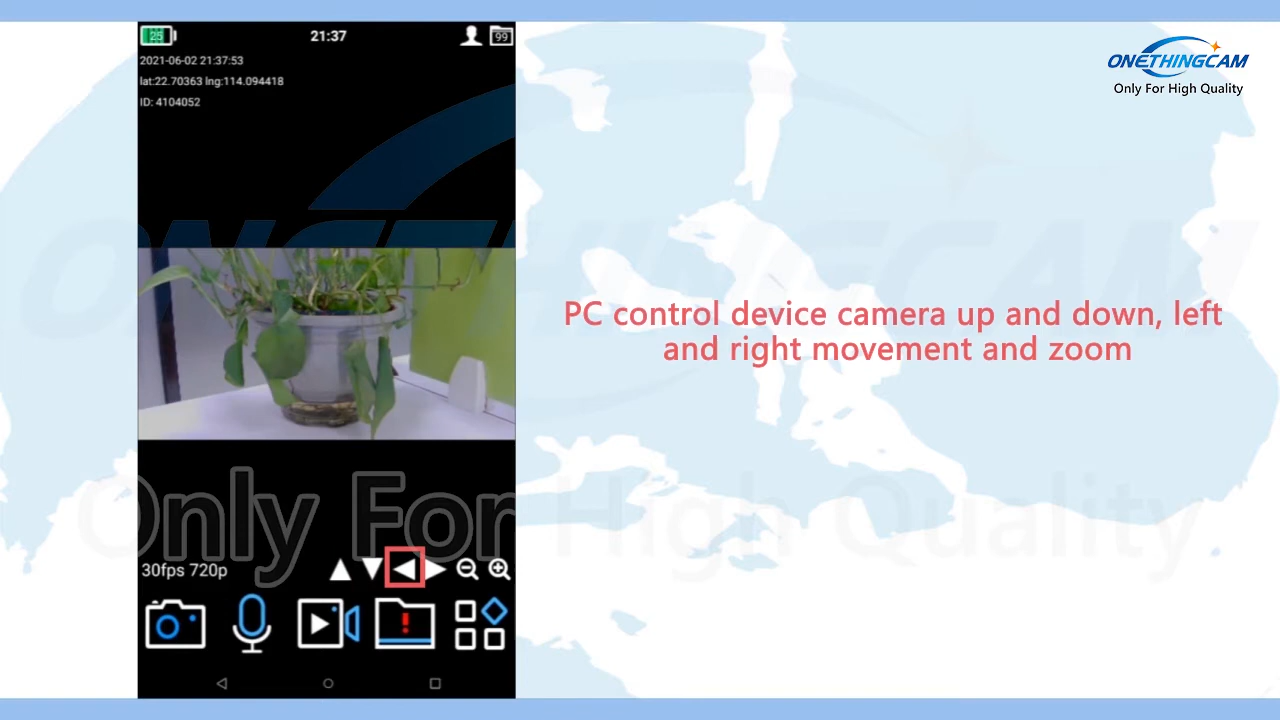 25
21:37
99
2021-06-02 21:37:53
lat:22.70363 lng:114.094418
ID: 4104052
ONETHINGCAM
Only For High Quality
PC control device camera up and down, left
and right movement and zoom
ONETHINGCAM
Only For High Quality
30fps 720p